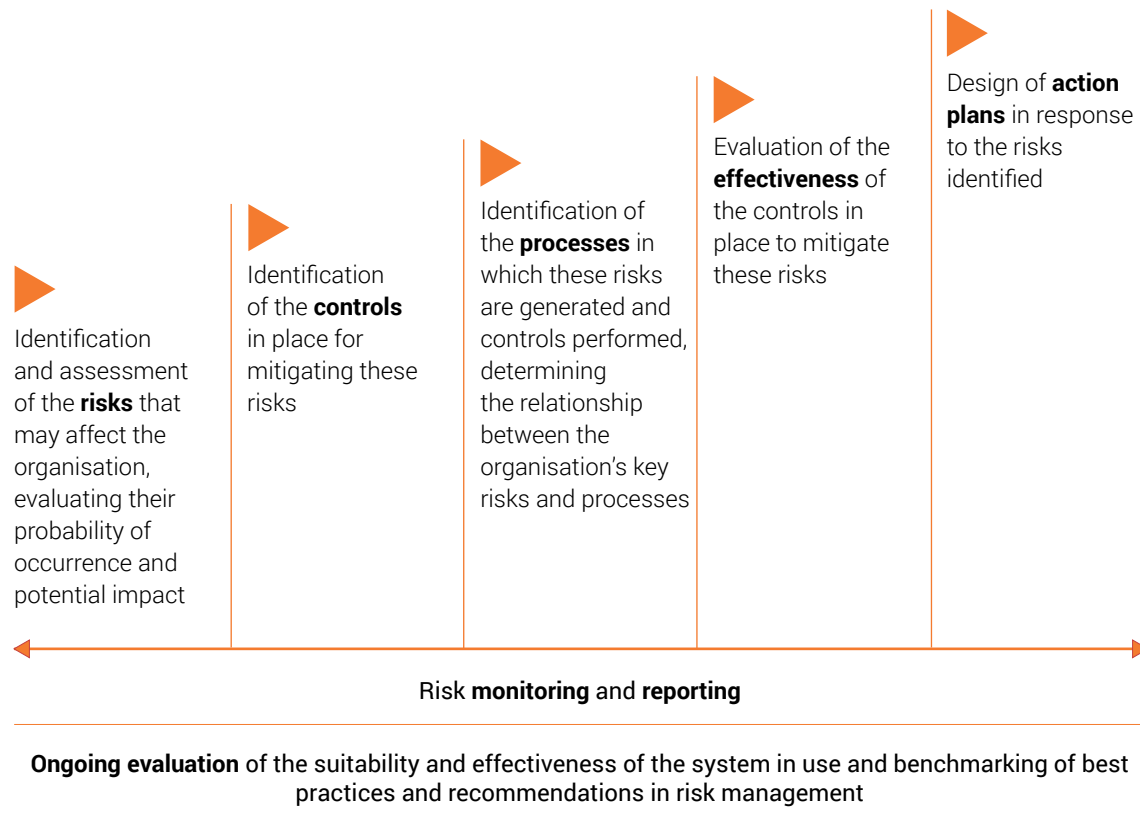 Identification
and assessment
of the risks that
may affect the
organisation,
evaluating their
probability of
occurrence and
potential impact
Identification
of the controls
in place for
mitigating these
risks
Identification of
the processes in
which these risks
are generated and
controls performed,
determining
the relationship
between the
organisation's key
risks and processes
Evaluation of the
effectiveness of
the controls in
place to mitigate
these risks
Design of action
plans in response
to the risks
identified
Risk monitoring and reporting
Ongoing evaluation of the suitability and effectiveness of the system in use and benchmarking of best
practices and recommendations in risk management